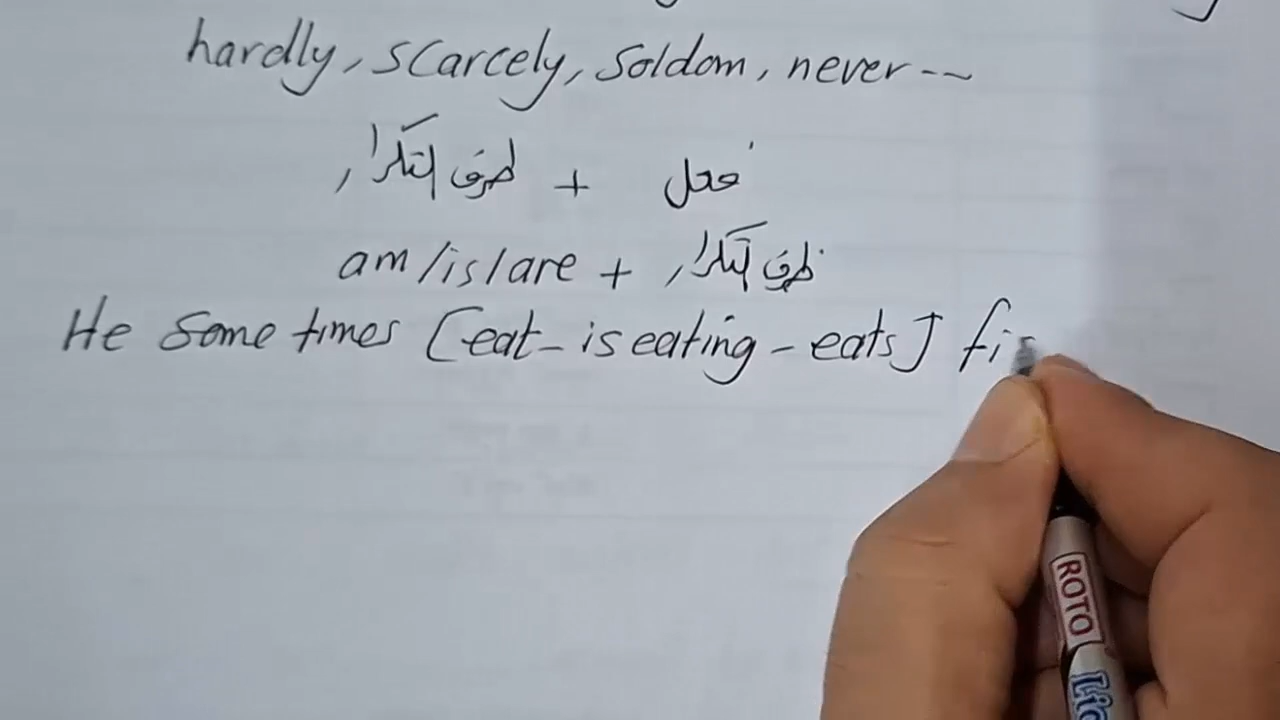 hardly, scarcely, soldom, never --~
ظرف التكرار + فعل
am/is/are + ظرف التكرار
He some times [eat - is eating - eats] fi
ROTO